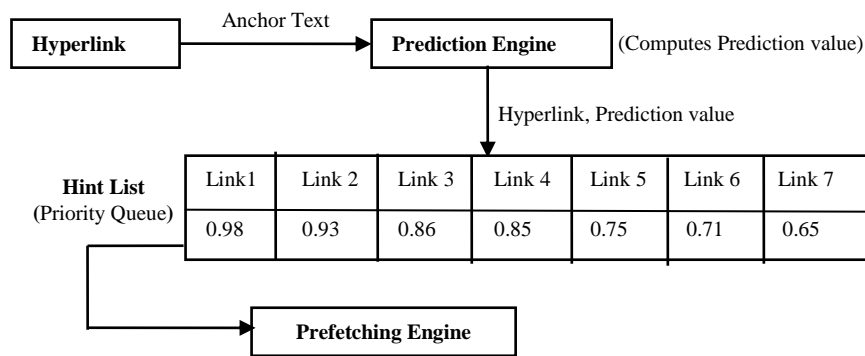 Anchor Text
Hyperlink
Prediction Engine
(Computes Prediction value)
Hyperlink, Prediction value
Hint List
(Priority Queue)
Link1 Link 2 Link 3 Link 4 Link 5 Link 6 Link 7
0.98 0.93 0.86 0.85 0.75 0.71 0.65
Prefetching Engine